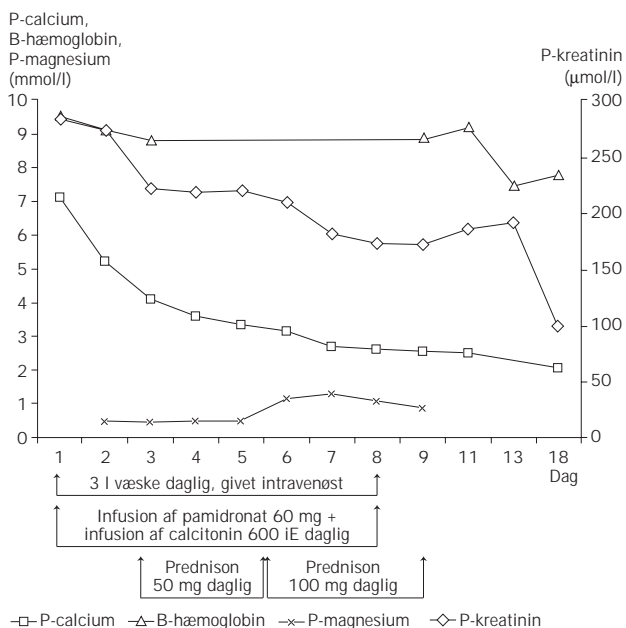 P-calcium,
B-hæmoglobin,
P-magnesium
(mmol/l)
P-kreatinin
(μmol/l)
10
9
8
7
6
5
4
3
2
1
0
300
250
200
150
100
50
0
1 2 3 4 5 6 7 8 9 11 13 18
Dag
3 l væske daglig, givet intravenøst
Infusion af pamidronat 60 mg +
infusion af calcitonin 600 iE daglig
Prednison
50 mg daglig
Prednison
100 mg daglig
P-calcium B-hæmoglobin P-magnesium P-kreatinin